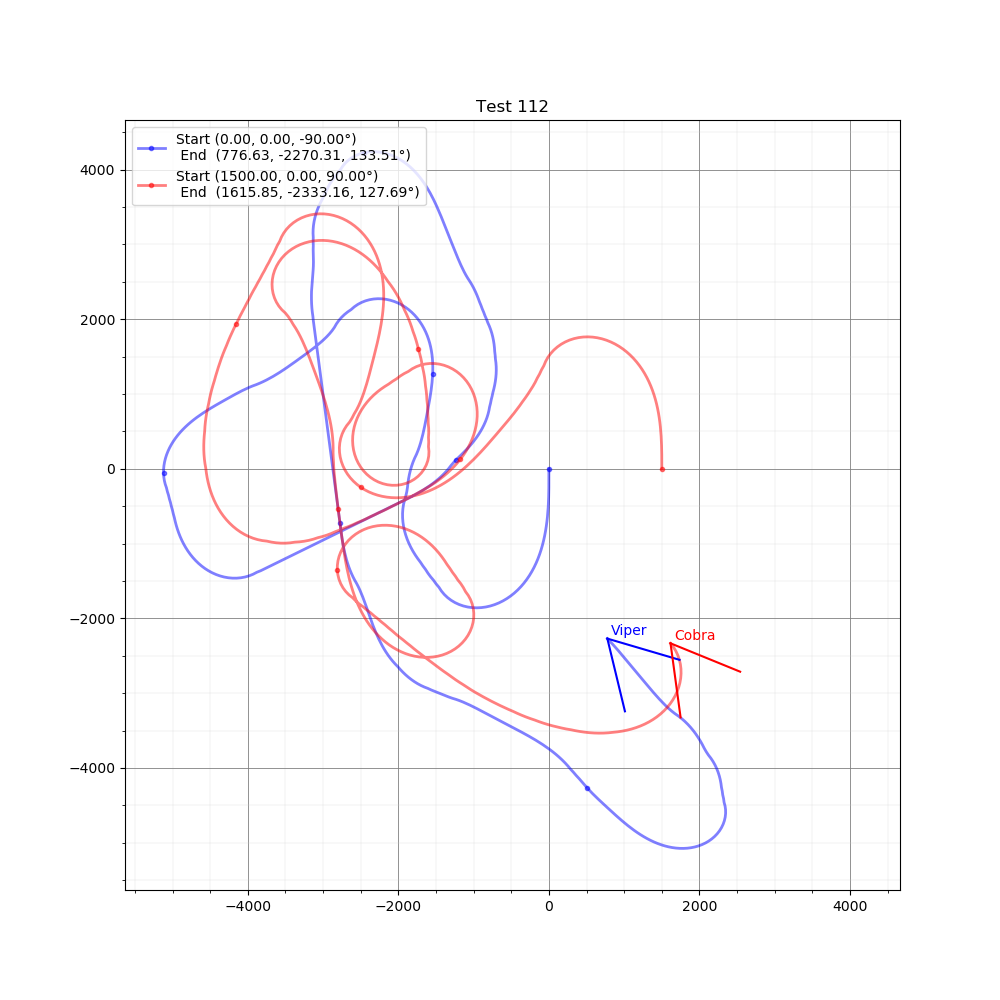 Test 112
Start (0.00, 0.00, -90.00°)
End  (776.63, -2270.31, 133.51°)
Start (1500.00, 0.00, 90.00°)
End  (1615.85, -2333.16, 127.69°)
4000
2000
0
−2000
−4000
Viper
Cobra
−4000
−2000
0
2000
4000